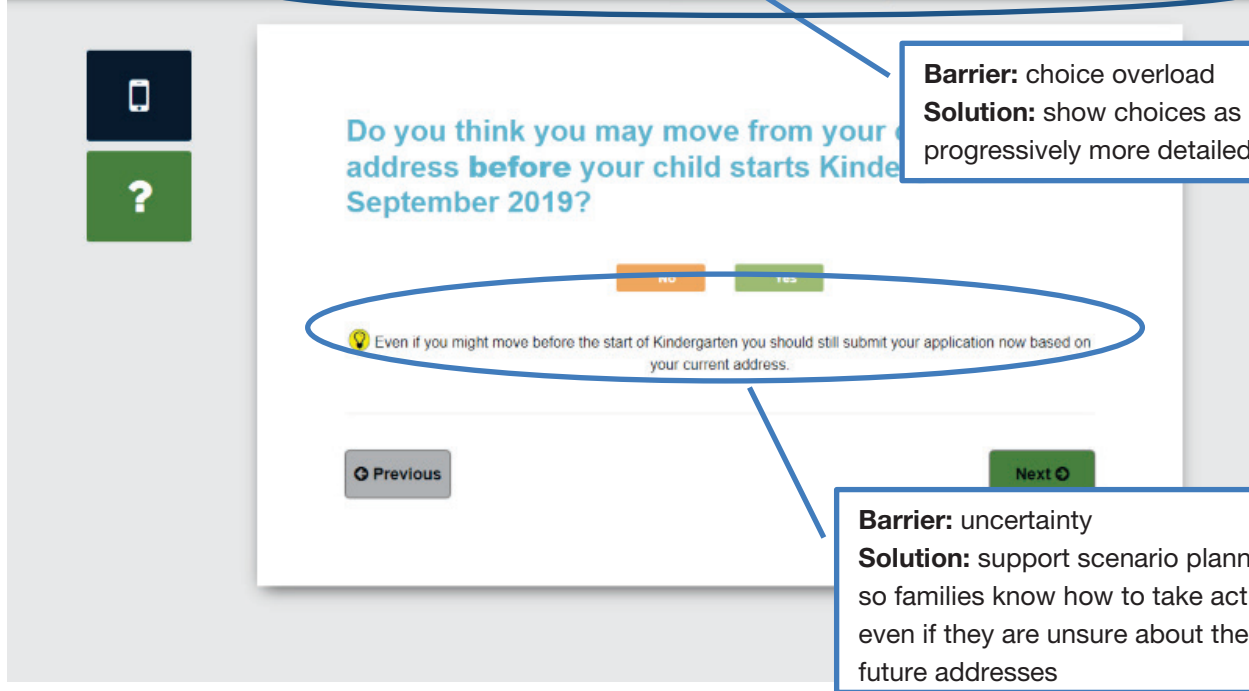 Barrier: choice overload
Solution: show choices as
progressively more detailed
Do you think you may move from your
address before your child starts Kinde
September 2019?
?
No Yes
Even if you might move before the start of Kindergarten you should still submit your application now based on
your current address.
Previous Next
Barrier: uncertainty
Solution: support scenario plann
so families know how to take act
even if they are unsure about the
future addresses